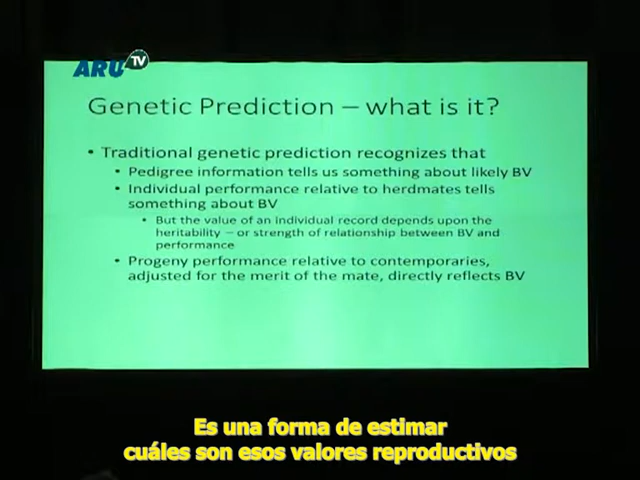 ARU TV
Genetic Prediction – what is it?
• Traditional genetic prediction recognizes that
• Pedigree information tells us something about likely BV
• Individual performance relative to herdmates tells
something about BV
• But the value of an individual record depends upon the
heritability – or strength of relationship between BV and
performance
• Progeny performance relative to contemporaries,
adjusted for the merit of the mate, directly reflects BV
Es una forma de estimar
cuáles son esos valores reproductivos